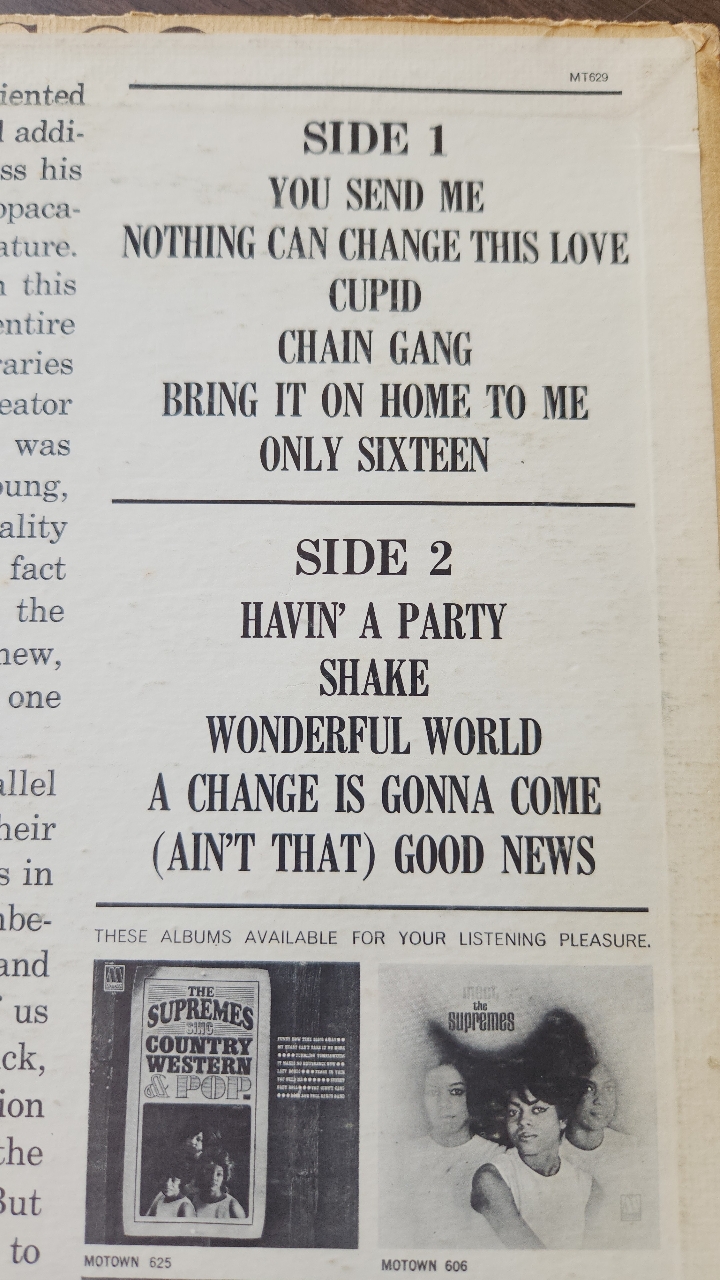 MT629
iented
l addi-
ss his
opaca-
ature.
n this
entire
raries
eator
was
oung,
ality
fact
the
new,
one
allel
heir
s in
nbe-
and
f us
ck,
ion
the
But
to
SIDE 1
YOU SEND ME
NOTHING CAN CHANGE THIS LOVE
CUPID
CHAIN GANG
BRING IT ON HOME TO ME
ONLY SIXTEEN
SIDE 2
HAVIN' A PARTY
SHAKE
WONDERFUL WORLD
A CHANGE IS GONNA COME
(AIN'T THAT) GOOD NEWS
THESE ALBUMS AVAILABLE FOR YOUR LISTENING PLEASURE.
THE
SUPREMES
SING
COUNTRY
WESTERN
& POP.
MOTOWN 625
meet
the
supremes
MOTOWN 606